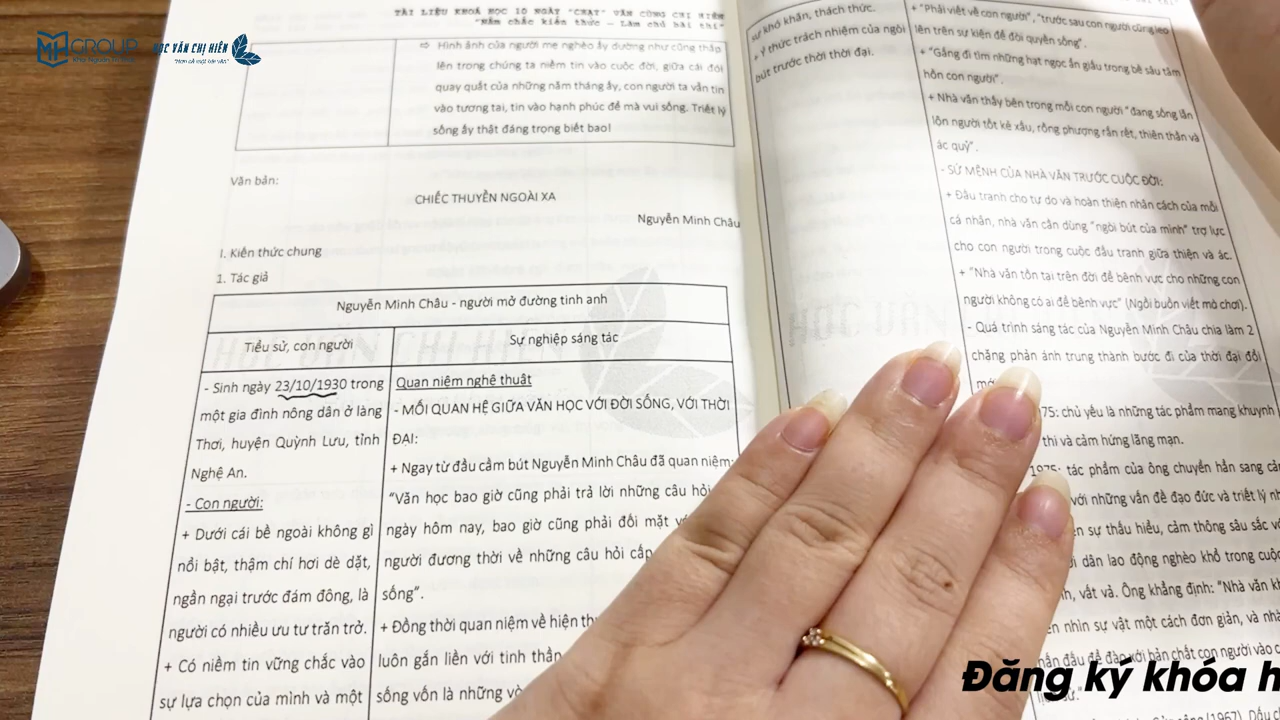 MH GROUP
HỌC VĂN CHỊ HIÊN
"Hơn cả một bài văn"
TÀI LIỆU KHOÁ HỌC 10 NGÀY "CHẠY" VĂN CÙNG CHỊ HIÊN
"Nắm chắc kiến thức – Làm chủ bài thi"
⇨ Hình ảnh của người mẹ nghèo ấy dường như cũng thắp
lên trong chúng ta niềm tin vào cuộc đời, giữa cái đói
quay quắt của những năm tháng ấy, con người ta vẫn tin
vào tương tai, tin vào hạnh phúc để mà vui sống. Triết lý
sống ấy thật đáng trọng biết bao!
Văn bản:
CHIẾC THUYỀN NGOÀI XA
Nguyễn Minh Châu
I. Kiến thức chung
1. Tác giả
Nguyễn Minh Châu - người mở đường tinh anh
Tiểu sử, con người
Sự nghiệp sáng tác
- Sinh ngày 23/10/1930 trong
một gia đình nông dân ở làng
Thơi, huyện Quỳnh Lưu, tỉnh
Nghệ An.
- Con người:
+ Dưới cái bề ngoài không gì
nổi bật, thậm chí hơi dè dặt,
ngần ngại trước đám đông, là
người có nhiều ưu tư trăn trở.
+ Có niềm tin vững chắc vào
sự lựa chọn của mình và một
Quan niệm nghệ thuật
- MỐI QUAN HỆ GIỮA VĂN HỌC VỚI ĐỜI SỐNG, VỚI THỜI
ĐẠI:
+ Ngay từ đầu cầm bút Nguyễn Minh Châu đã quan niệm:
"Văn học bao giờ cũng phải trả lời những câu hỏi
ngày hôm nay, bao giờ cũng phải đối mặt
người đương thời về những câu hỏi
sống".
+ Đồng thời quan niệm về hiện
luôn gắn liền với tinh thần
sống vốn là những
sự khó khăn, thách thức.
+ Ý thức trách nhiệm của ngòi
bút trước thời thời đại.
+ "Phải viết về con người", "trước sau con người cũng leo
lên trên sự kiện để đòi quyền sống".
+ "Gắng đi tìm những hạt ngọc ẩn giấu trong bề sâu tâm
hồn con người".
+ Nhà văn thấy bên trong mỗi con người "đang sống lẫn
lộn người tốt kẻ xấu, rồng phượng rắn rết, thiên thần và
ác quỷ".
- SỨ MỆNH CỦA NHÀ VĂN TRƯỚC CUỘC ĐỜI:
+ Đấu tranh cho tự do và hoàn thiện nhân cách của mỗi
cá nhân, nhà văn cần dùng "ngòi bút của mình" trợ lực
cho con người trong cuộc đấu tranh giữa thiện và ác.
+ "Nhà văn tồn tại trên đời để bênh vực cho những con
người không có ai để bênh vực" (Ngồi buồn viết mà chơi).
- Quá trình sáng tác của Nguyễn Minh Châu chia làm 2
chặng phản ánh trung thành bước đi của thời đại đổi
75: chủ yếu là những tác phẩm mang khuynh
thi và cảm hứng lãng mạn.
1975: tác phẩm của ông chuyển hẳn sang
với những vấn đề đạo đức và triết lý
sự thấu hiểu, cảm thông sâu sắc
dân lao động nghèo khổ trong
vất vả. Ông khẳng định: "Nhà văn
nhìn sự vật một cách đơn giản, và
phấn đấu để đào xới bản chất con người vào
(1967), Dấu
Đăng ký khóa h